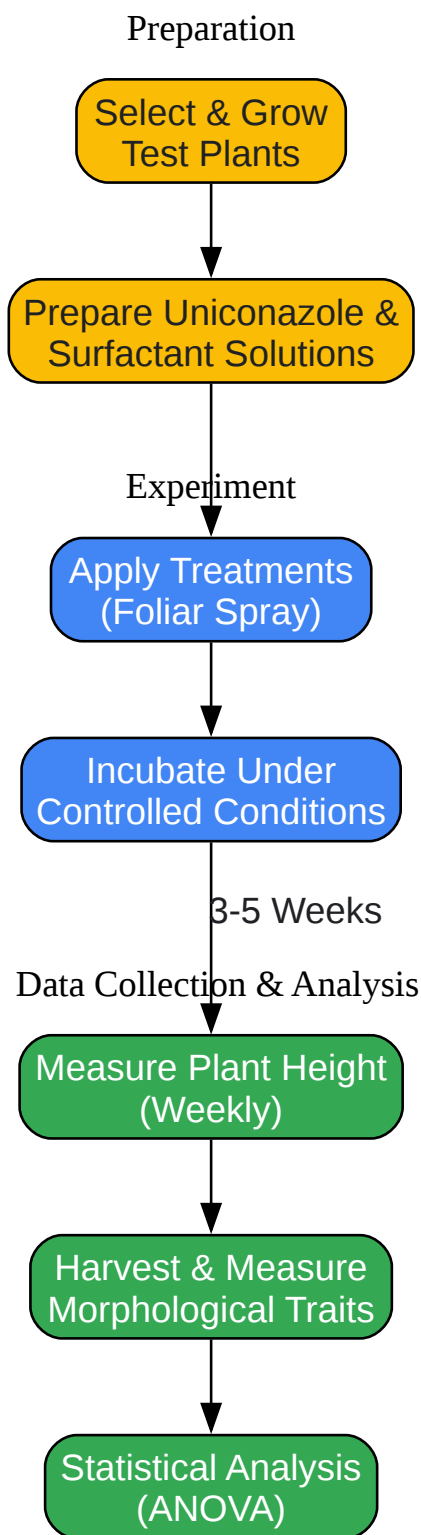 Preparation
Select & Grow
Test Plants
Prepare Uniconazole &
Surfactant Solutions
Experiment
Apply Treatments
(Foliar Spray)
Incubate Under
Controlled Conditions
3-5 Weeks
Data Collection & Analysis
Measure Plant Height
(Weekly)
Harvest & Measure
Morphological Traits
Statistical Analysis
(ANOVA)